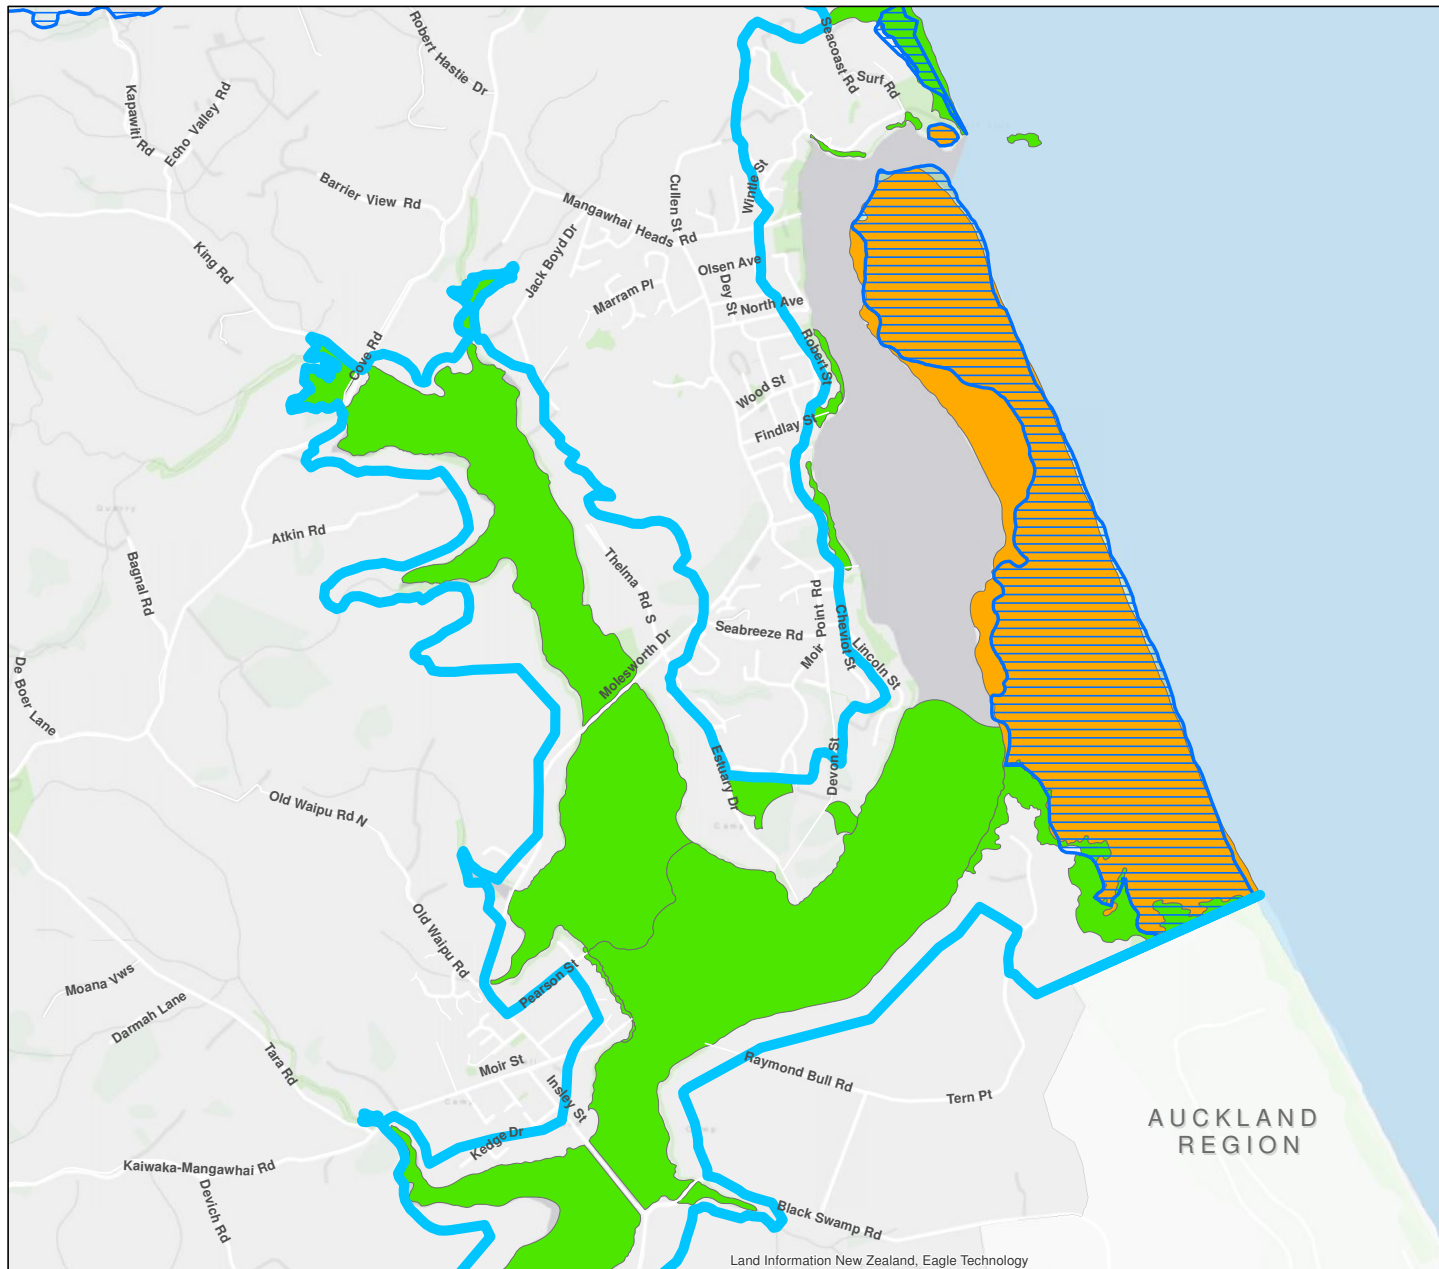 Robert Hastie Dr
Seacoast Rd
Surf Rd
Kapawiti Rd
Echo Valley Rd
Barrier View Rd
Cullen St
Wintle St
Mangawhai Heads Rd
King Rd
Jack Boyd Dr
Olsen Ave
Dey St
Marram Pl
North Ave
Cove Rd
Robert St
Wood St
Findlay St
Quarry
Atkin Rd
Bagnal Rd
Thelma Rd S
Moir Point Rd
Seabreeze Rd
Cheviot St
Lincoln St
Molesworth Dr
De Boer Lane
Estuary Dr
Devon St
Old Waipu Rd N
Camp
Old Waipu Rd
Moana Vws
Pearson St
Darmah Lane
Tara Rd
Moir St
Insley St
Raymond Bull Rd
Tern Pt
Camp
Camp
AUCKLAND
REGION
Kedge Dr
Kaiwaka-Mangawhai Rd
Devich Rd
Black Swamp Rd
Land Information New Zealand, Eagle Technology